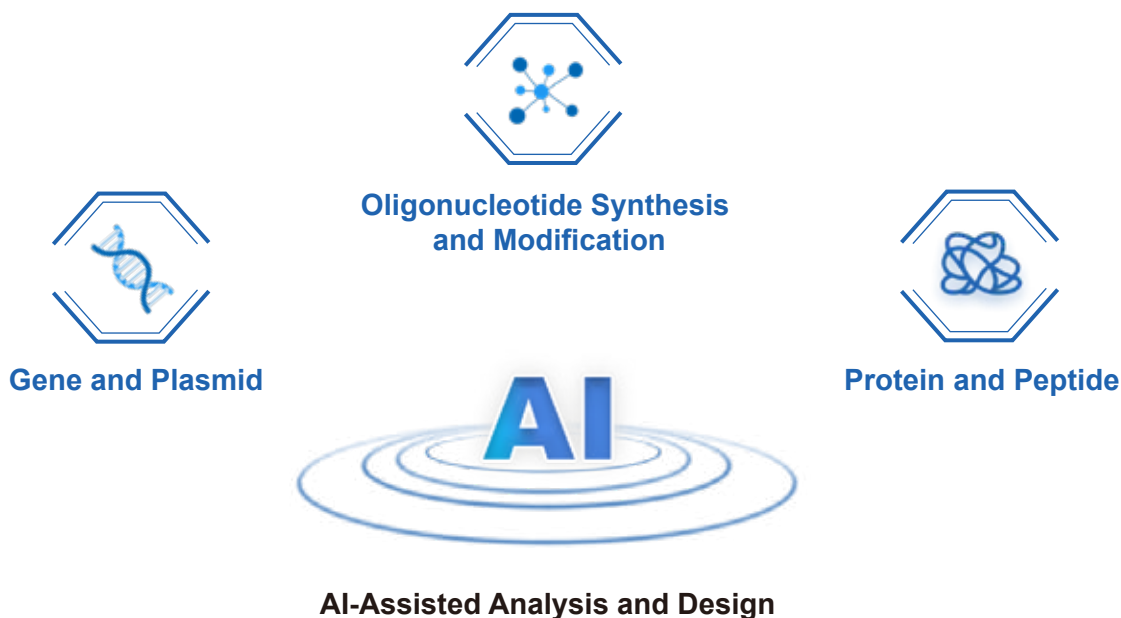 Oligonucleotide Synthesis
and Modification
Gene and Plasmid
Protein and Peptide
AI
AI-Assisted Analysis and Design